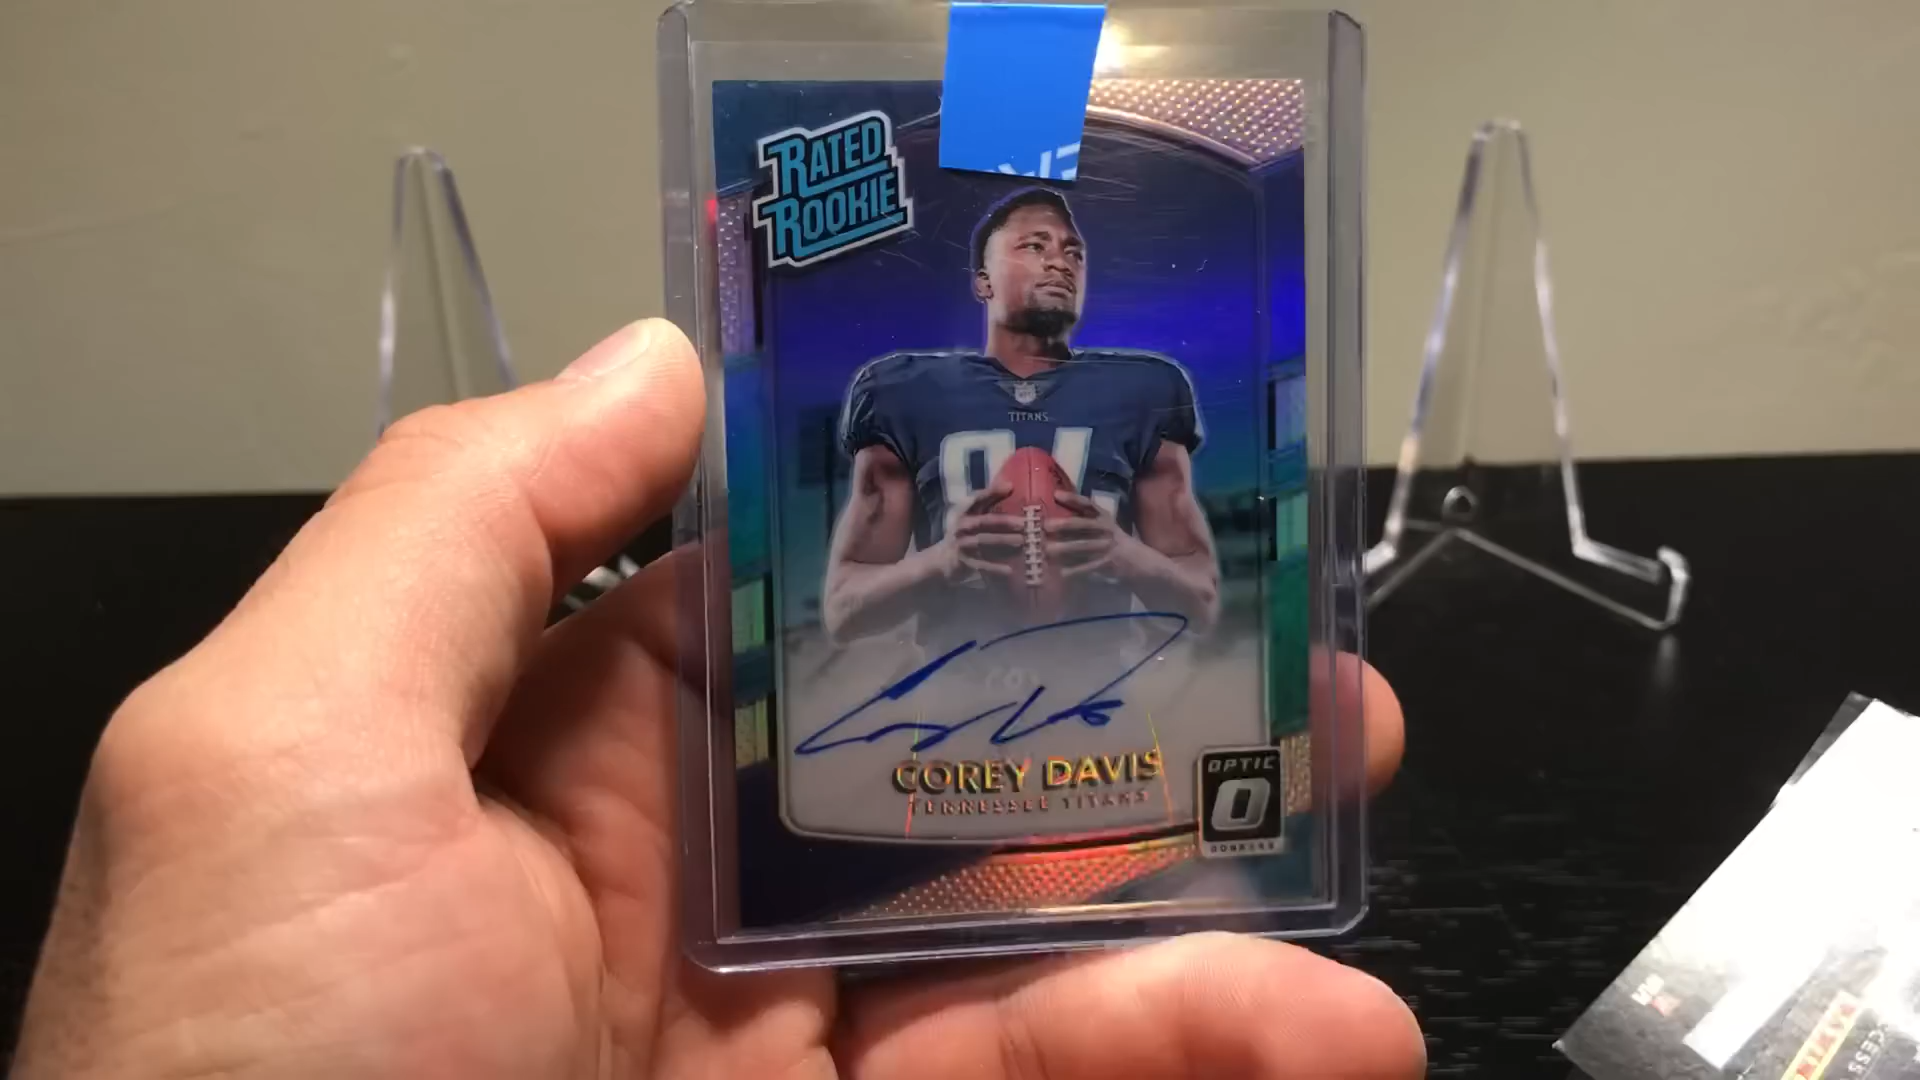 RATED
ROOKIE
TITANS
84
COREY DAVIS
TENNESSEE TITANS
OPTIC
DONRUSS